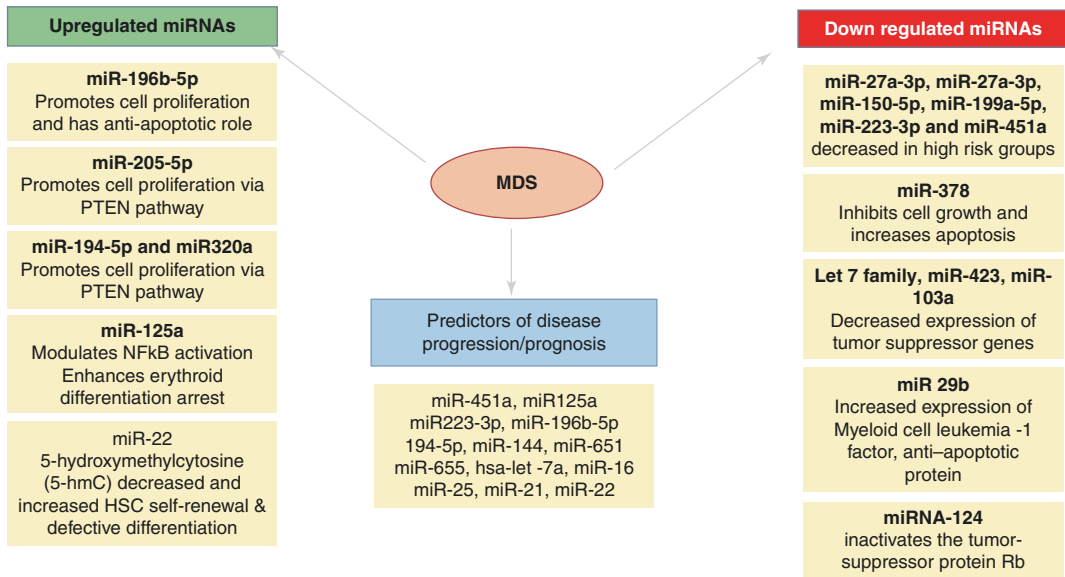 Upregulated miRNAs
miR-196b-5p
Promotes cell proliferation
and has anti-apoptotic role
miR-205-5p
Promotes cell proliferation via
PTEN pathway
miR-194-5p and miR320a
Promotes cell proliferation via
PTEN pathway
miR-125a
Modulates NFkB activation
Enhances erythroid
differentiation arrest
miR-22
5-hydroxymethylcytosine
(5-hmC) decreased and
increased HSC self-renewal &
defective differentiation
MDS
Predictors of disease
progression/prognosis
miR-451a, miR125a
miR223-3p, miR-196b-5p
194-5p, miR-144, miR-651
miR-655, hsa-let -7a, miR-16
miR-25, miR-21, miR-22
Down regulated miRNAs
miR-27a-3p, miR-27a-3p,
miR-150-5p, miR-199a-5p,
miR-223-3p and miR-451a
decreased in high risk groups
miR-378
Inhibits cell growth and
increases apoptosis
Let 7 family, miR-423, miR-
103a
Decreased expression of
tumor suppressor genes
miR 29b
Increased expression of
Myeloid cell leukemia -1
factor, anti–apoptotic
protein
miRNA-124
inactivates the tumor-
suppressor protein Rb